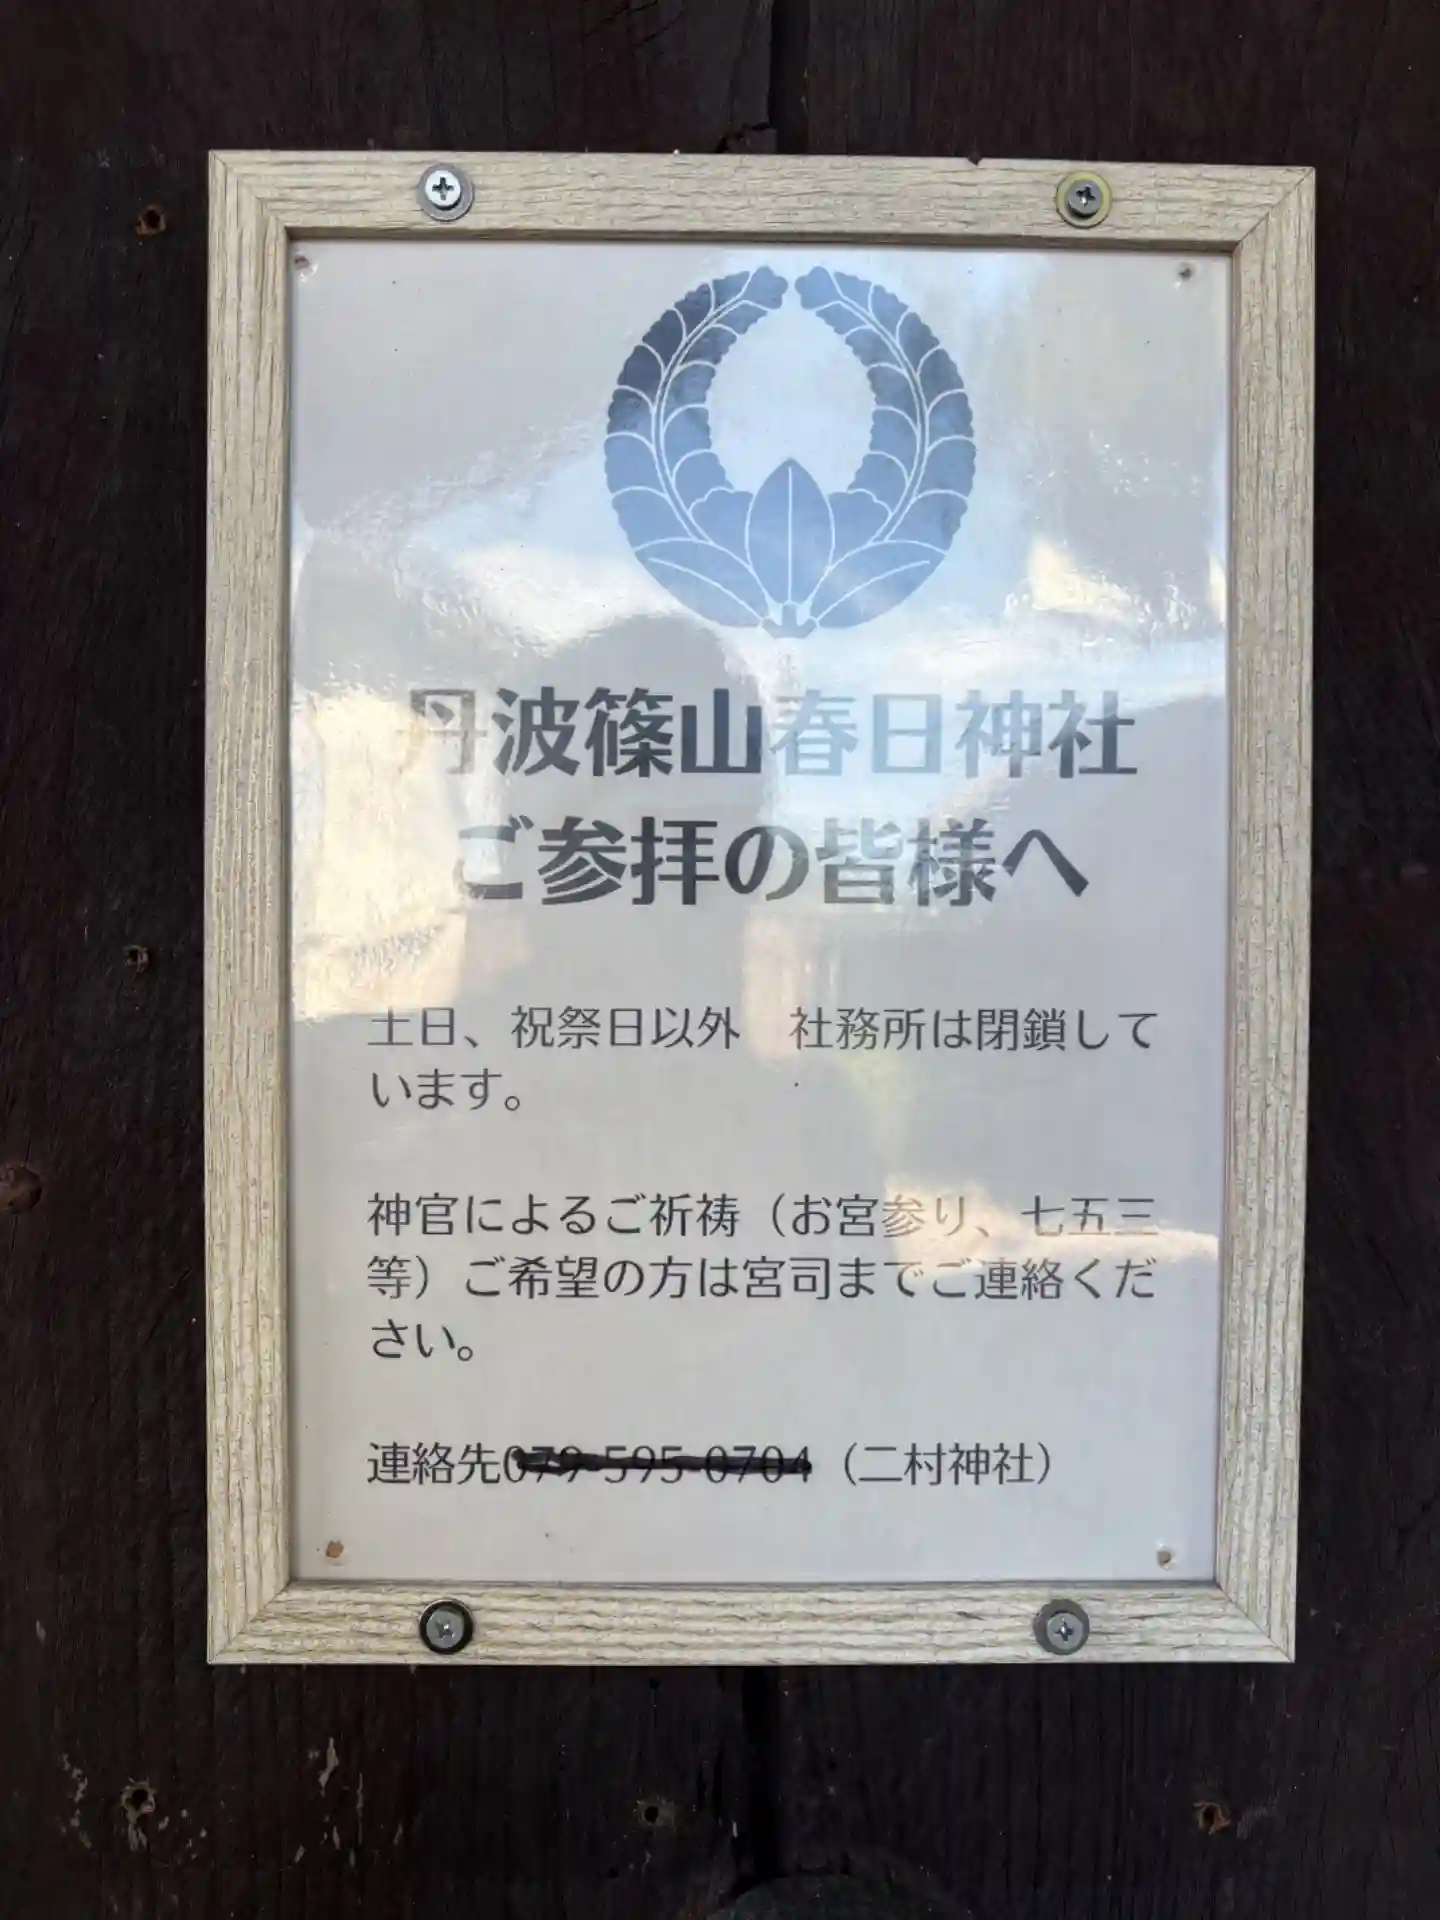 丹波篠山春日神社
ご参拝の皆様へ
土日、祝祭日以外　社務所は閉鎖して
います。
神官によるご祈祷（お宮参り、七五三
等）ご希望の方は宮司までご連絡くだ
さい。
連絡先079-595-0704（二村神社）